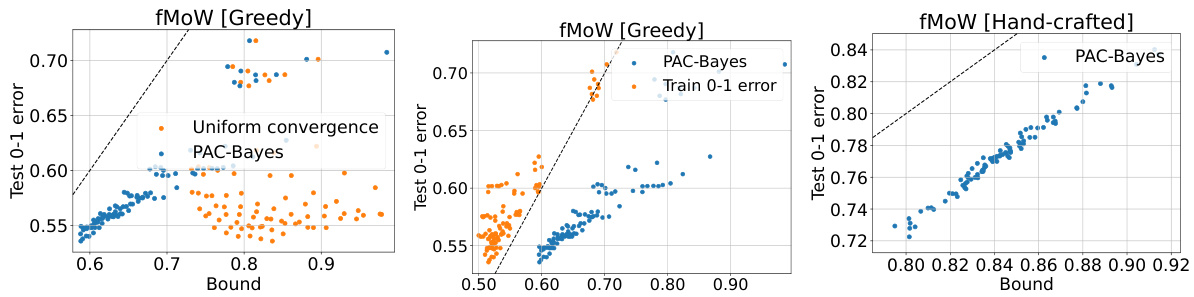 fMoW [Greedy]
Test 0-1 error
0.70
0.65
0.60
0.55
Uniform convergence
PAC-Bayes
0.6 0.7 0.8 0.9
Bound
fMoW [Greedy]
Test 0-1 error
0.70
0.65
0.60
0.55
PAC-Bayes
Train 0-1 error
0.50 0.60 0.70 0.80 0.90
fMoW [Hand-crafted]
Test 0-1 error
0.84
0.82
0.80
0.78
0.76
0.74
0.72
PAC-Bayes
0.80 0.82 0.84 0.86 0.88 0.90 0.92
Bound